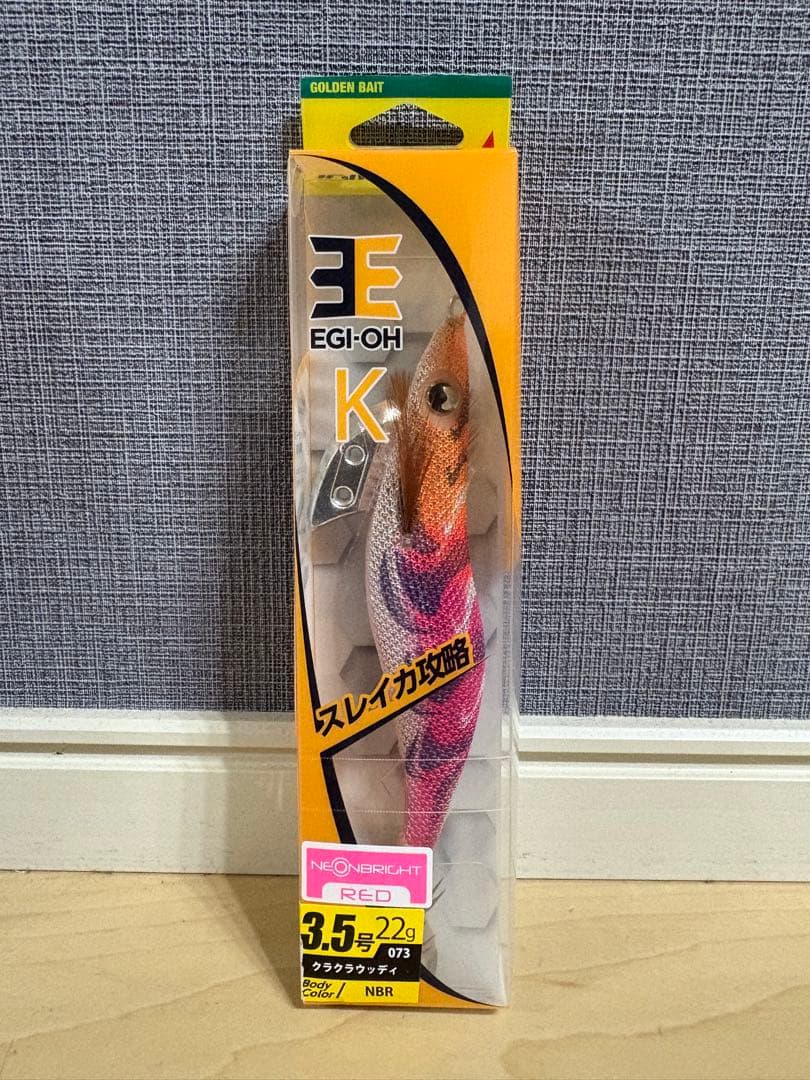 GOLDEN BAIT
EGI-OH
K
スレイカ攻略
NEONBRIGHT
RED
3.5号 22g
073
クラクラウッディ
Body Color / NBR